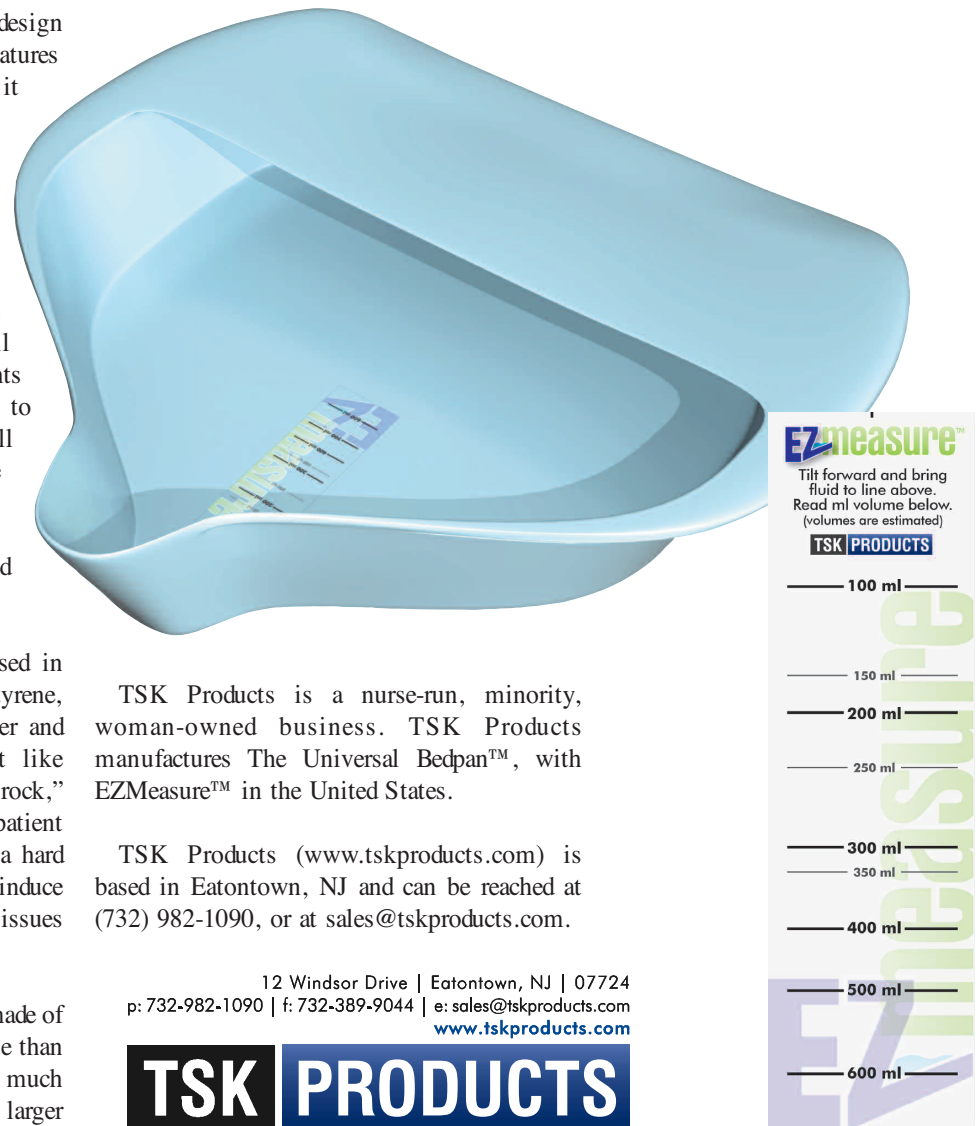 design
atures
it
to
sed in
yrene,
er and
t like
rock,"
patient
a hard
induce
issues
made of
e than
much
larger
TSK Products is a nurse-run, minority,
woman-owned business. TSK Products
manufactures The Universal Bedpan™, with
EZMeasure™ in the United States.
TSK Products (www.tskproducts.com) is
based in Eatontown, NJ and can be reached at
(732) 982-1090, or at sales@tskproducts.com.
12 Windsor Drive | Eatontown, NJ | 07724
p: 732-982-1090 | f: 732-389-9044 | e: sales@tskproducts.com
www.tskproducts.com
TSK PRODUCTS
EZmeasure™
Tilt forward and bring
fluid to line above.
Read ml volume below.
(volumes are estimated)
TSK PRODUCTS
100 ml
150 ml
200 ml
250 ml
300 ml
350 ml
400 ml
500 ml
600 ml
EZmeasure